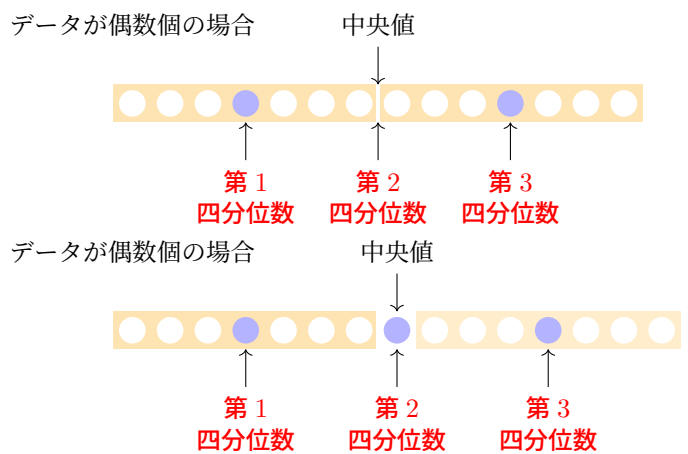 データが偶数個の場合 中央値
第 1 第 2 第 3
四分位数 四分位数 四分位数
データが偶数個の場合 中央値
第 1 第 2 第 3
四分位数 四分位数 四分位数